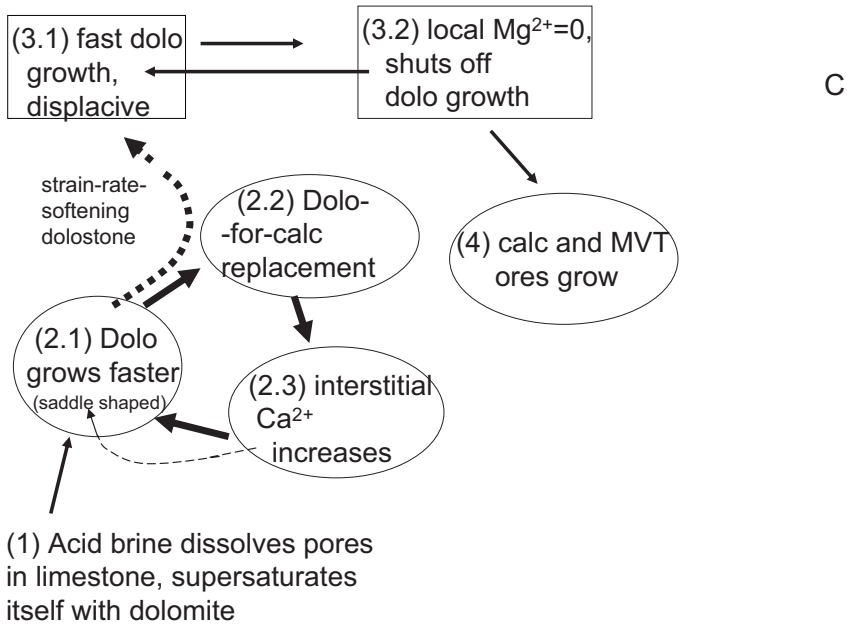 (3.1) fast dolo
growth,
displacive
(3.2) local Mg²⁺=0,
shuts off
dolo growth
C
strain-rate-
softening
dolostone
(2.2) Dolo-
-for-calc
replacement
(4) calc and MVT
ores grow
(2.1) Dolo
grows faster
(saddle shaped)
(2.3) interstitial
Ca²⁺
increases
(1) Acid brine dissolves pores
in limestone, supersaturates
itself with dolomite